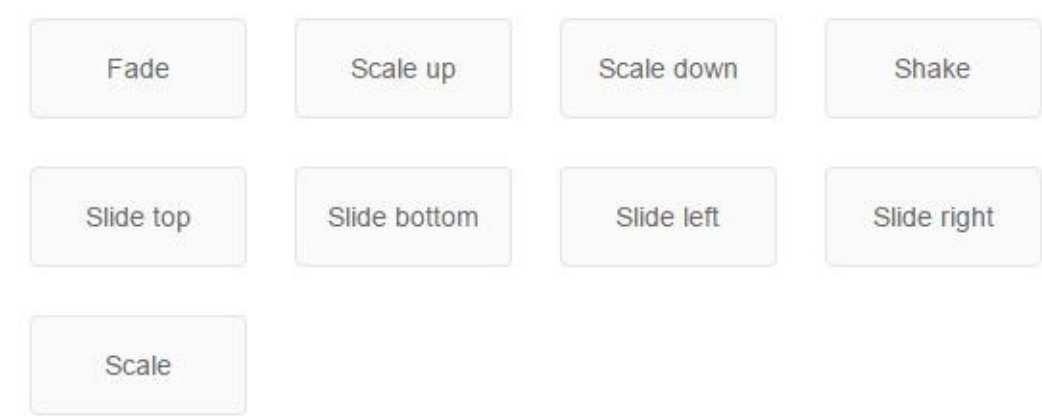 Fade
Scale up
Scale down
Shake
Slide top
Slide bottom
Slide left
Slide right
Scale